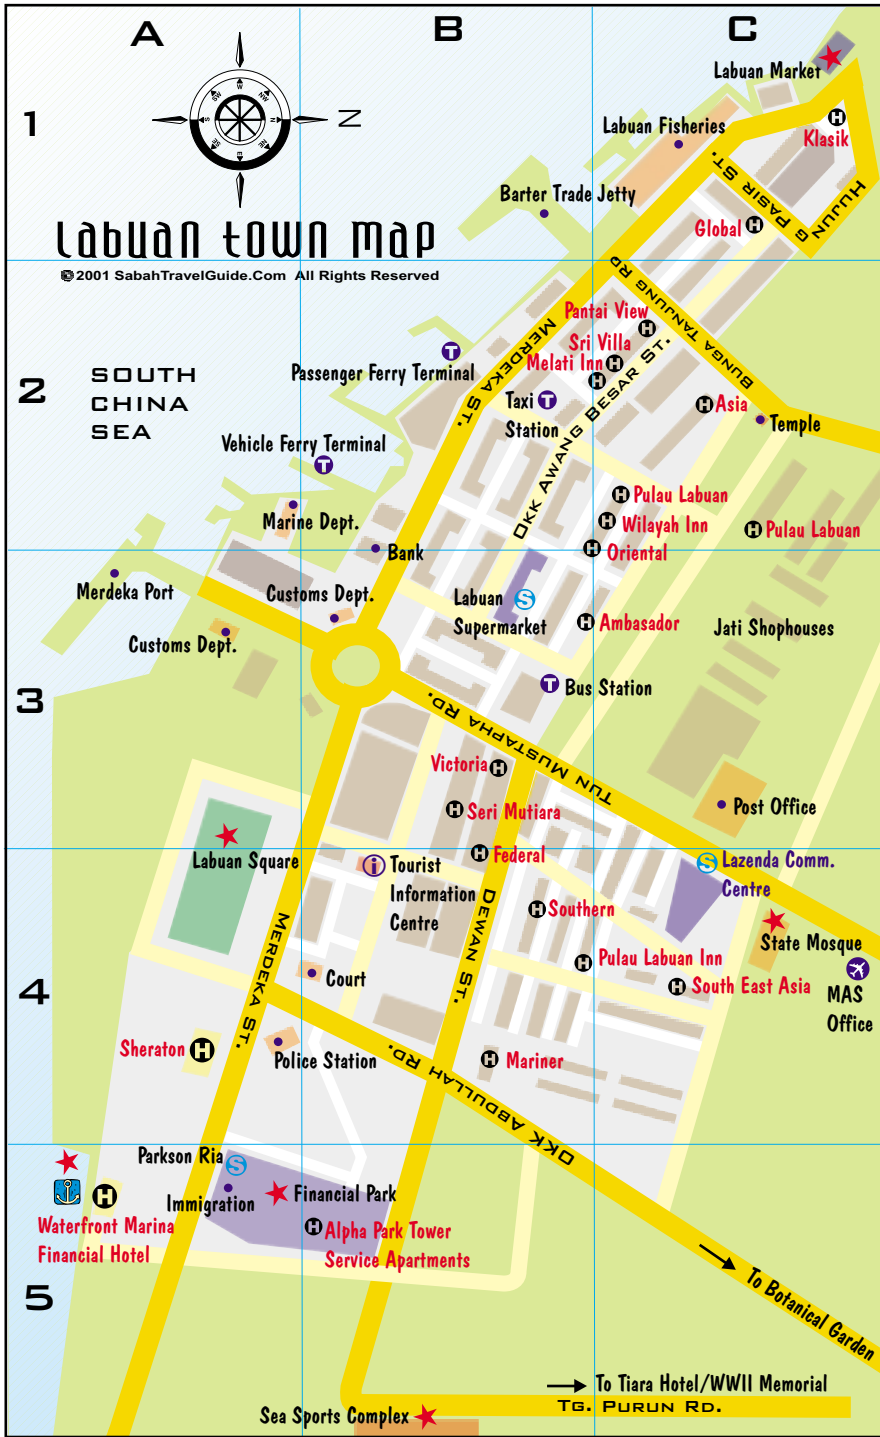 A
B
C
1
2
3
4
5
W
NW
N
NE
E
SE
S
SW
N
Labuan town map
2001 SabahTravelGuide.Com All Rights Reserved
Labuan Market
Klasik
Labuan Fisheries
HUJUNG PASIR ST.
Barter Trade Jetty
Global
BUNGA TANJUNG RD
Pantai View
MERDEKA ST.
Sri Villa
Melati Inn
Passenger Ferry Terminal
T
SOUTH
CHINA
SEA
Taxi
Station
T
OKK AWANG BESAR ST.
Asia
Temple
Vehicle Ferry Terminal
T
Marine Dept.
Pulau Labuan
Wilayah Inn
Pulau Labuan
Bank
Oriental
Merdeka Port
Customs Dept.
Labuan
Supermarket
S
Ambasador
Jati Shophouses
Customs Dept.
T
Bus Station
TUN MUSTAPHA RD.
Victoria
Seri Mutiara
Post Office
Labuan Square
Federal
i
Tourist
Information
Centre
S
Lazenda Comm.
Centre
DEWAN ST.
Southern
State Mosque
MERDEKA ST.
Court
Pulau Labuan Inn
South East Asia
MAS
Office
Sheraton
H
Police Station
OKK ABDULLAH RD.
Mariner
Parkson Ria
S
Immigration
Financial Park
H
Waterfront Marina
Financial Hotel
H
Alpha Park Tower
Service Apartments
To Botanical Garden
To Tiara Hotel/WWII Memorial
TG. PURUN RD.
Sea Sports Complex